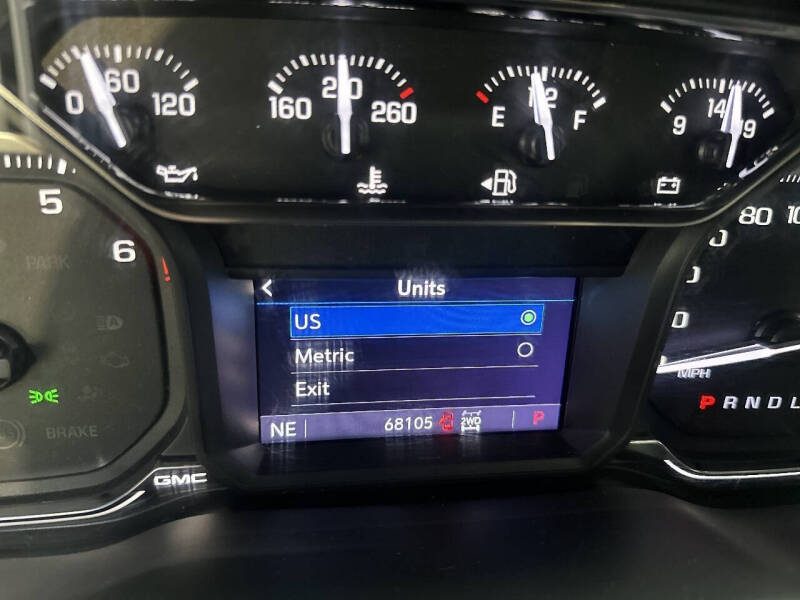 0 60 120
160 210 260
E 1/2 F
9 14 19
5
6
80
PARK
MPH
P R N D L
BRAKE
GMC
< Units
US
Metric
Exit
NE 68105 2WD P